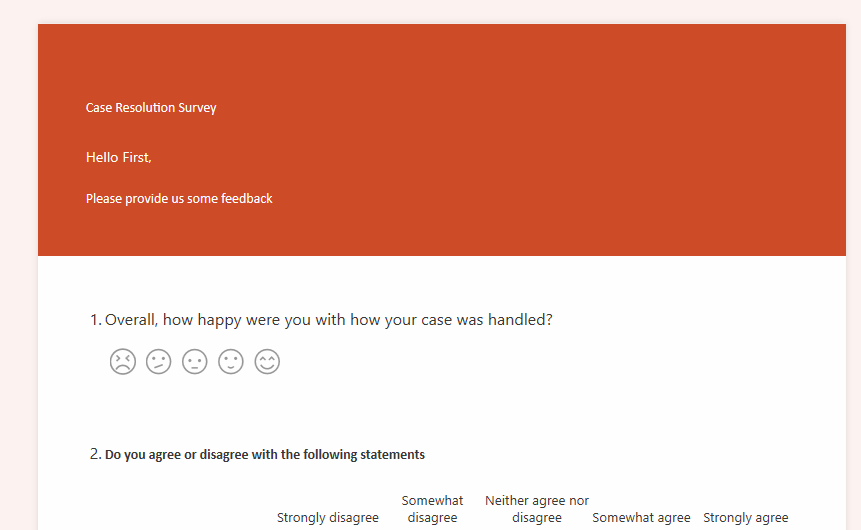 Case Resolution Survey
Hello First,
Please provide us some feedback
1. Overall, how happy were you with how your case was handled?
2. Do you agree or disagree with the following statements
Strongly disagree
Somewhat
disagree
Neither agree nor
disagree
Somewhat agree
Strongly agree